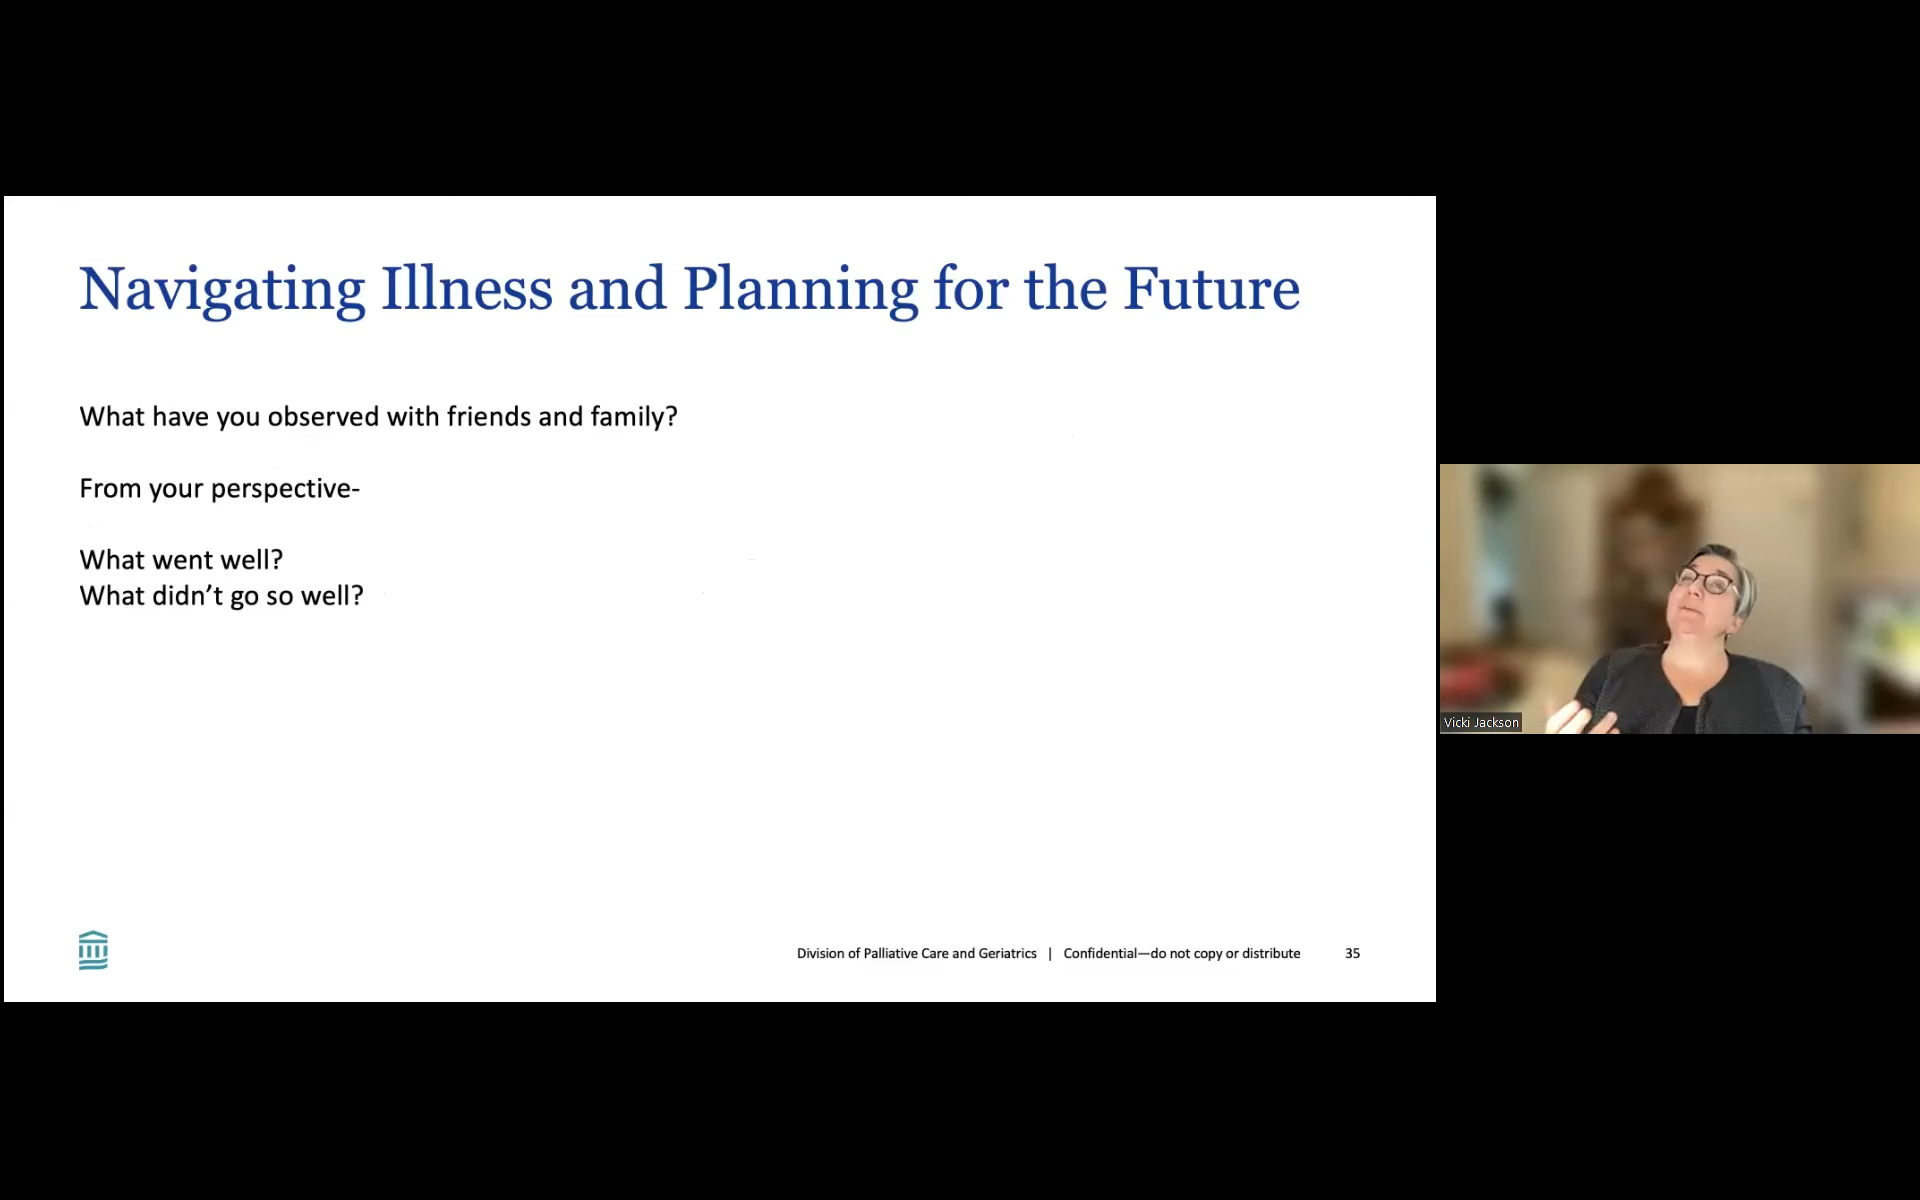 Navigating Illness and Planning for the Future
What have you observed with friends and family?
From your perspective-
What went well?
What didn’t go so well?
Division of Palliative Care and Geriatrics | Confidential—do not copy or distribute 35
Vicki Jackson